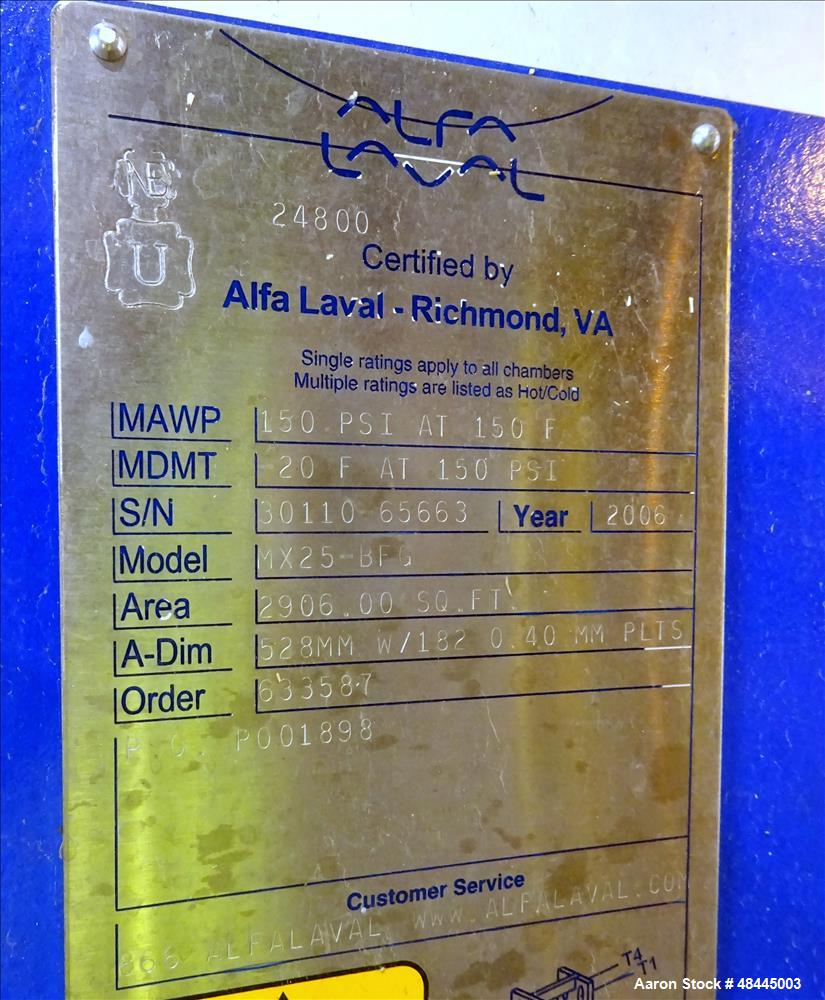 ALFA
LAVAL
NB
U
24800
Certified by
Alfa Laval - Richmond, VA
Single ratings apply to all chambers
Multiple ratings are listed as Hot/Cold
MAWP 150 PSI AT 150 F
MDMT -20 F AT 150 PSI
S/N 30110-65663 Year 2006
Model MX25-BFG
Area 2906.00 SQ.FT.
A-Dim 528MM W/182 0.40 MM PLTS
Order 633587
P.O. P001898
Customer Service
866 ALFALAVAL, WWW.ALFALAVAL.COM
T4
T1
Aaron Stock # 48445003